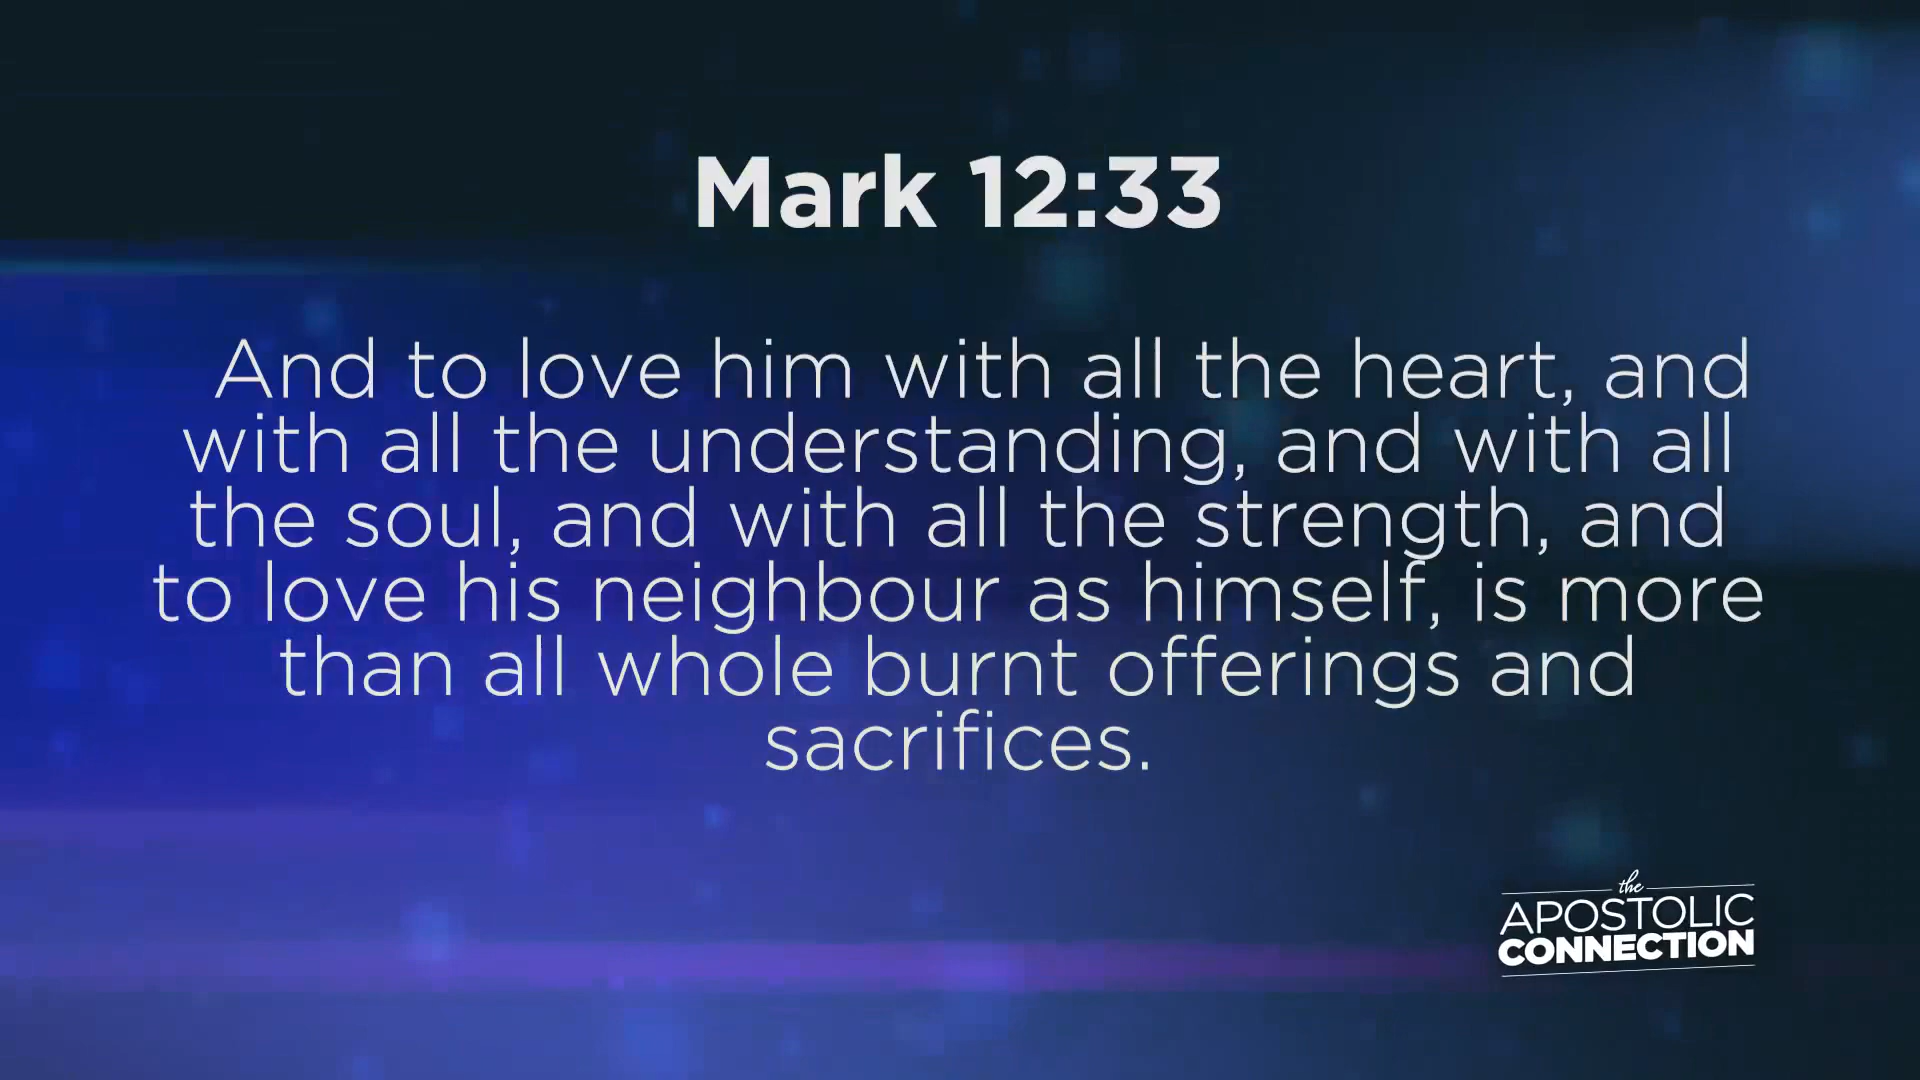 Mark 12:33
And to love him with all the heart, and
with all the understanding, and with all
the soul, and with all the strength, and
to love his neighbour as himself, is more
than all whole burnt offerings and
sacrifices.
the
APOSTOLIC
CONNECTION